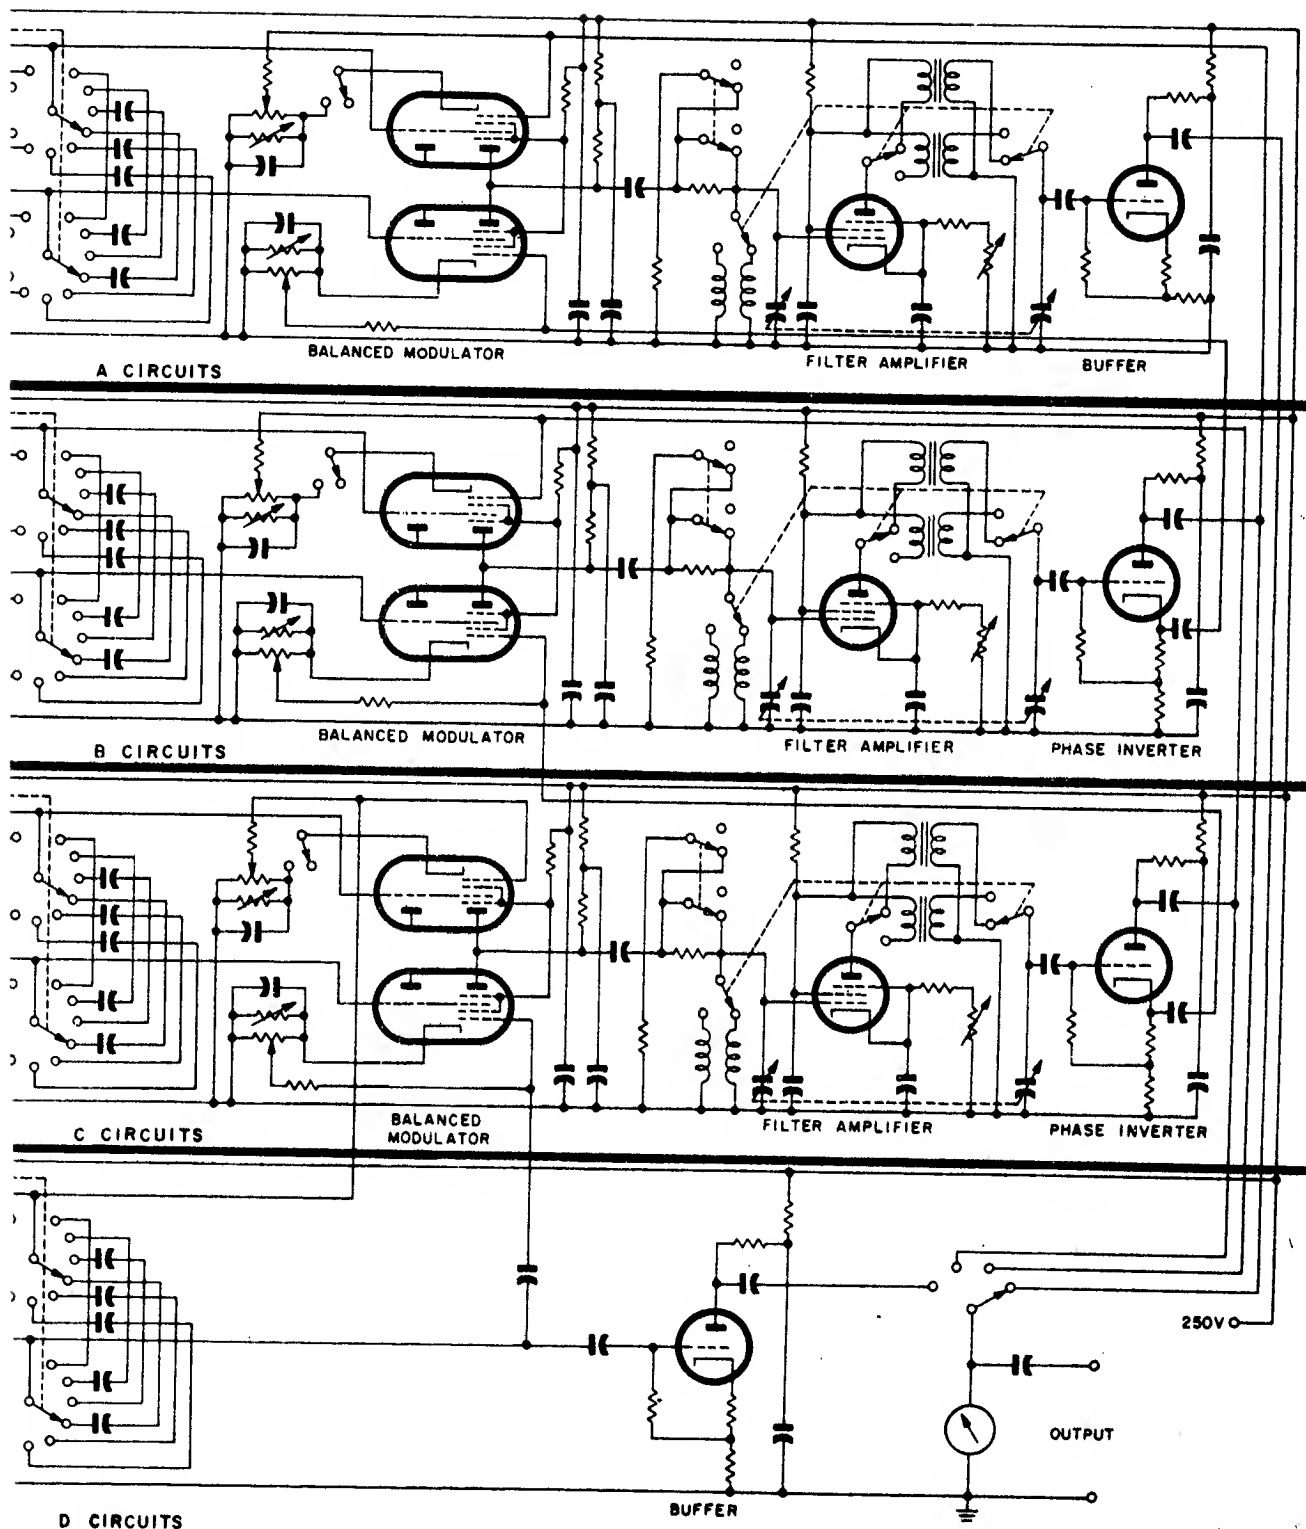 BALANCED MODULATOR
FILTER AMPLIFIER
BUFFER
A CIRCUITS
BALANCED MODULATOR
FILTER AMPLIFIER
PHASE INVERTER
B CIRCUITS
BALANCED
MODULATOR
FILTER AMPLIFIER
PHASE INVERTER
C CIRCUITS
250V
OUTPUT
BUFFER
D CIRCUITS